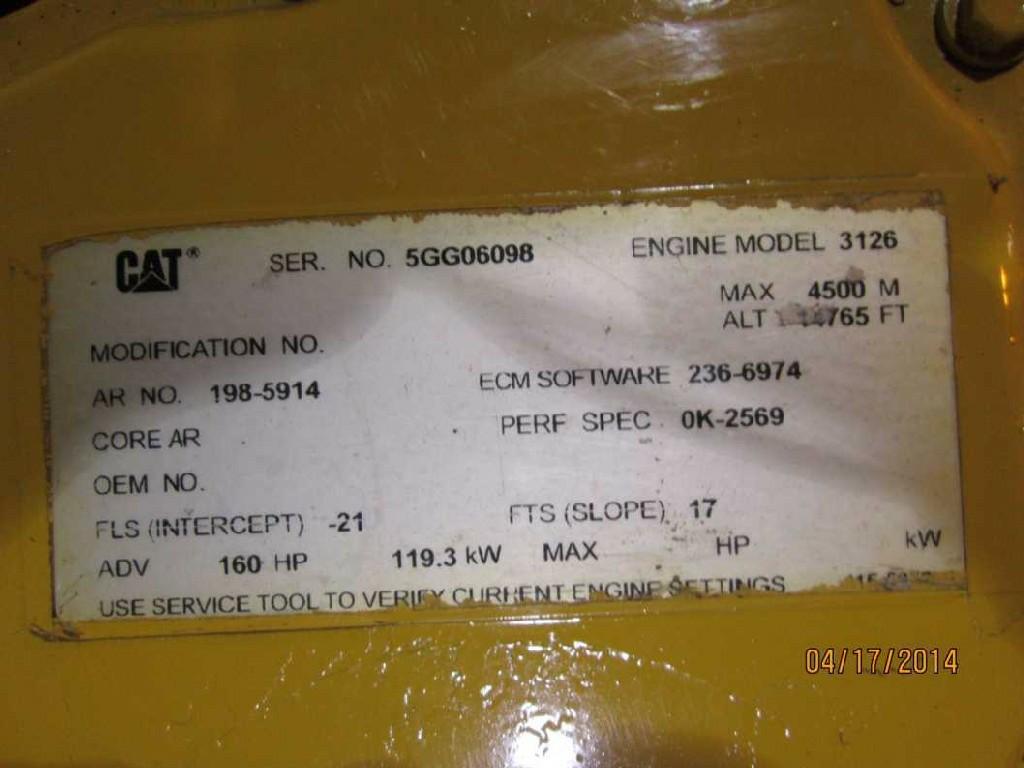 CAT® SER. NO. 5GG06098 ENGINE MODEL 3126
MAX 4500 M
ALT 14765 FT
MODIFICATION NO.
AR NO. 198-5914 ECM SOFTWARE 236-6974
CORE AR PERF SPEC 0K-2569
OEM NO.
FLS (INTERCEPT) -21 FTS (SLOPE) 17
ADV 160 HP 119.3 kW MAX HP kW
USE SERVICE TOOL TO VERIFY CURRENT ENGINE SETTINGS
04/17/2014